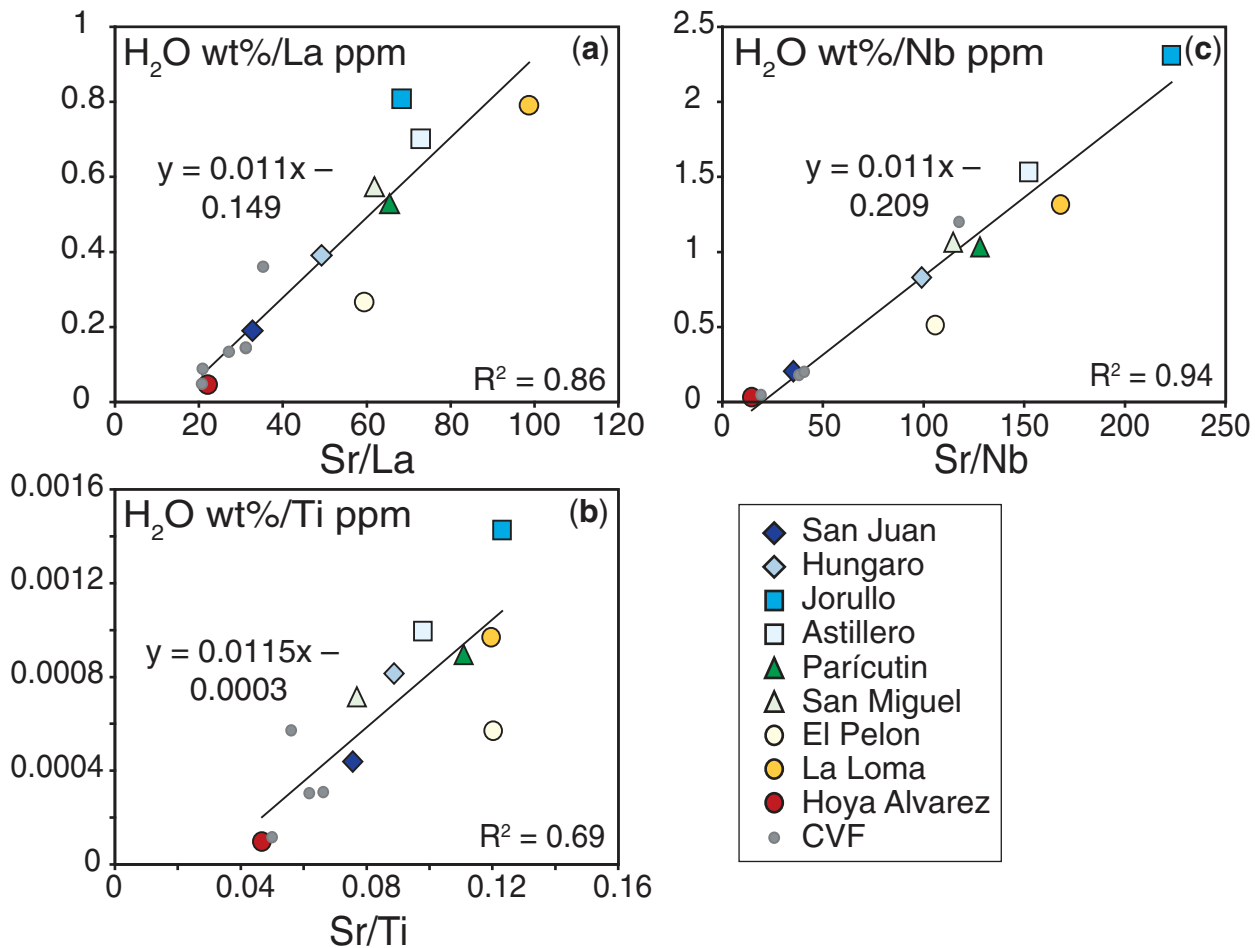 H₂O wt%/La ppm (a)
1
0.8
0.6
0.4
0.2
0
y = 0.011x –
0.149
R² = 0.86
0 20 40 60 80 100 120
Sr/La
H₂O wt%/Nb ppm (c)
2.5
2
1.5
1
0.5
0
y = 0.011x –
0.209
R² = 0.94
0 50 100 150 200 250
Sr/Nb
H₂O wt%/Ti ppm (b)
0.0016
0.0012
0.0008
0.0004
0
y = 0.0115x –
0.0003
R² = 0.69
0 0.04 0.08 0.12 0.16
Sr/Ti
San Juan
Hungaro
Jorullo
Astillero
Parícutin
San Miguel
El Pelon
La Loma
Hoya Alvarez
CVF